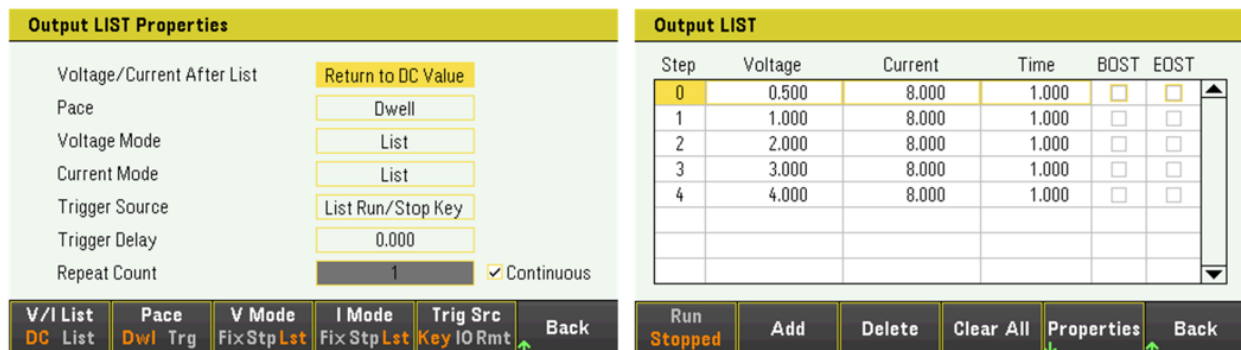 Output LIST Properties
Voltage/Current After List Return to DC Value
Pace Dwell
Voltage Mode List
Current Mode List
Trigger Source List Run/Stop Key
Trigger Delay 0.000
Repeat Count 1 Continuous
V/I List Pace V Mode I Mode Trig Src
DC List Dwl Trg Fix Stp Lst Fix Stp Lst Key IO Rmt Back
Output LIST
Step Voltage Current Time BOST EOST
0 0.500 8.000 1.000
1 1.000 8.000 1.000
2 2.000 8.000 1.000
3 3.000 8.000 1.000
4 4.000 8.000 1.000
Run
Stopped Add Delete Clear All Properties Back